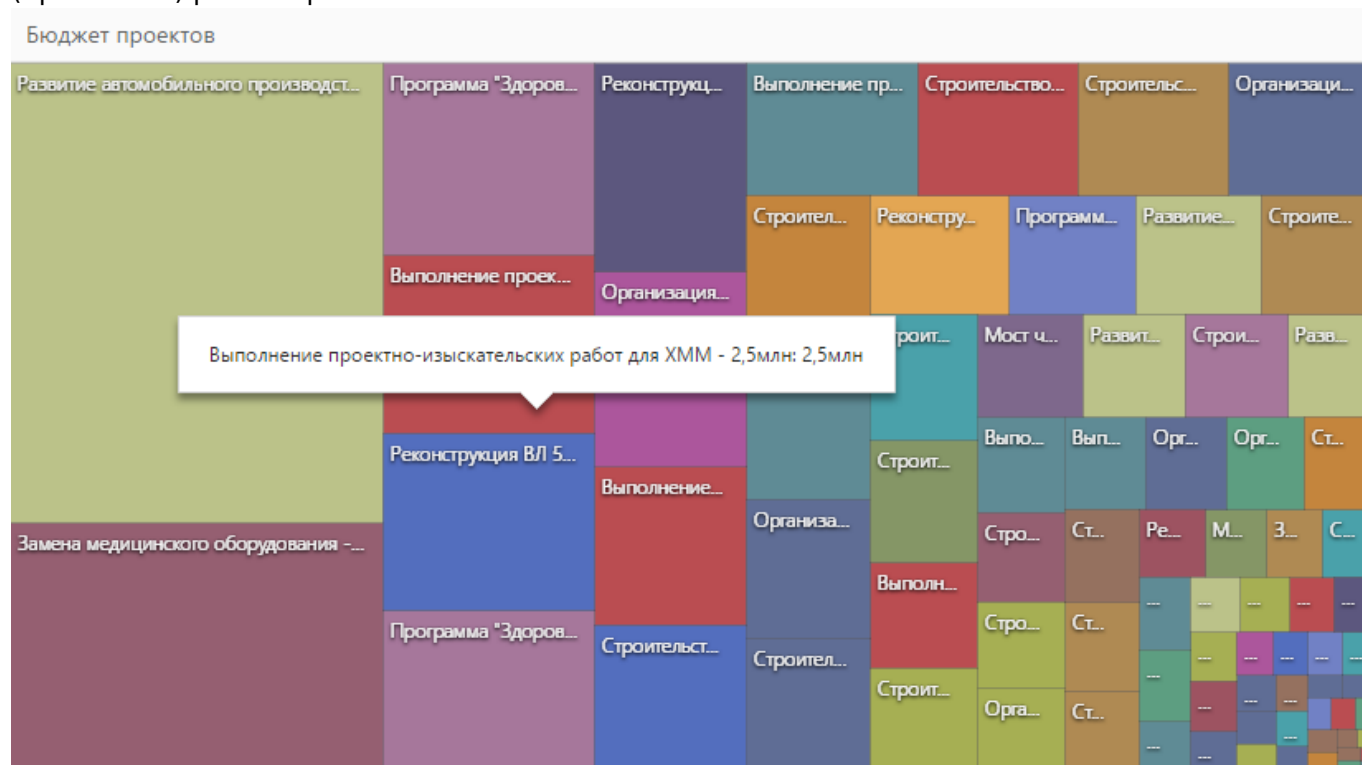 Бюджет проектов
Развитие автомобильного производст...
Программа "Здоров...
Реконструкц...
Выполнение пр...
Строительство...
Строительс...
Организаци...
Строител...
Реконстру...
Программ...
Развитие...
Строите...
Выполнение проек...
Организация...
Мост ч...
Развит...
Строи...
Разв...
Выполнение проектно-изыскательских работ для ХММ - 2,5млн: 2,5млн
Реконструкция ВЛ 5...
Выпо...
Вып...
Орг...
Орг...
Ст...
Строит...
Выполнение...
Организа...
Стро...
Ст...
Ре...
М...
З...
С...
Замена медицинского оборудования -...
Выполн...
Программа "Здоров...
Строительст...
Строител...
Стро...
Ст...
Строит...
Орга...
Ст...